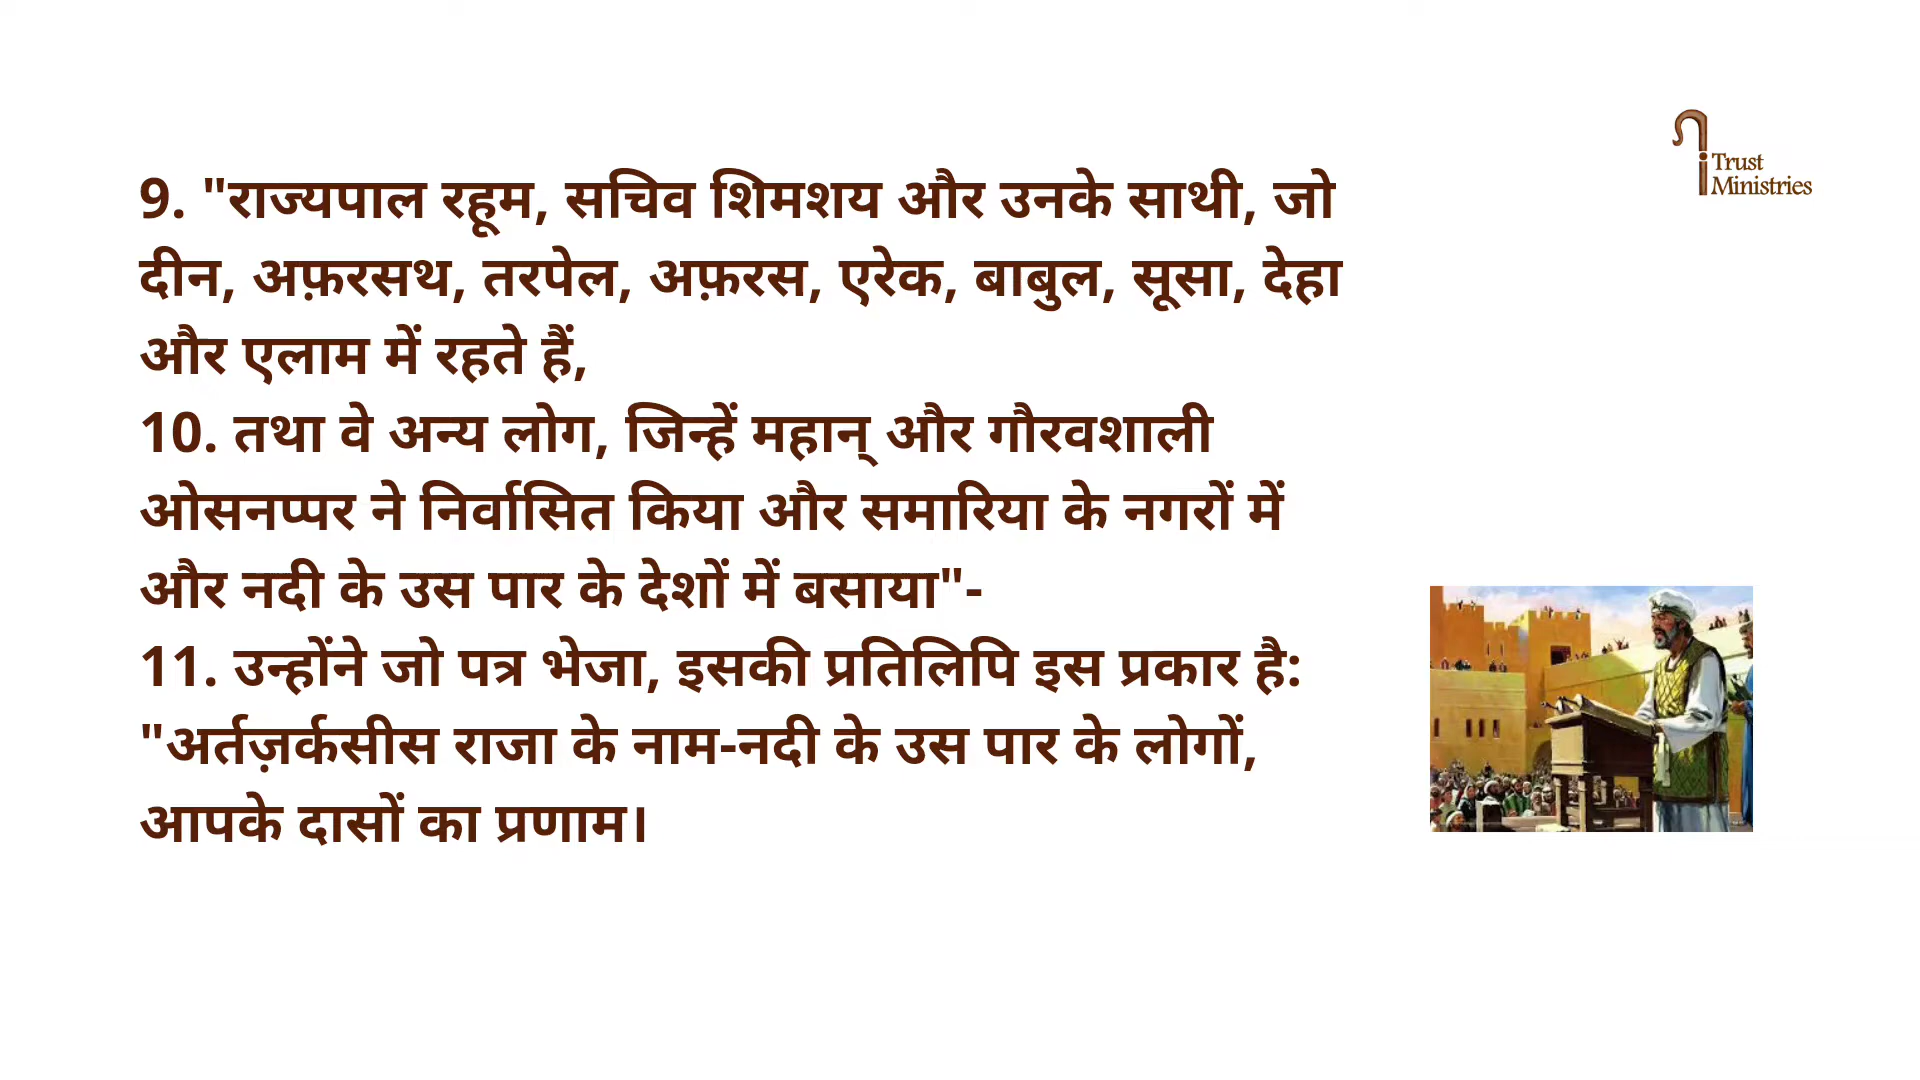 Trust
Ministries
9. "राज्यपाल रहूम, सचिव शिमशय और उनके साथी, जो
दीन, अफ़रसथ, तरपेल, अफ़रस, एरेक, बाबुल, सूसा, देहा
और एलाम में रहते हैं,
10. तथा वे अन्य लोग, जिन्हें महान् और गौरवशाली
ओसनप्पर ने निर्वासित किया और समारिया के नगरों में
और नदी के उस पार के देशों में बसाया"-
11. उन्होंने जो पत्र भेजा, इसकी प्रतिलिपि इस प्रकार है:
"अर्तज़र्कसीस राजा के नाम-नदी के उस पार के लोगों,
आपके दासों का प्रणाम।